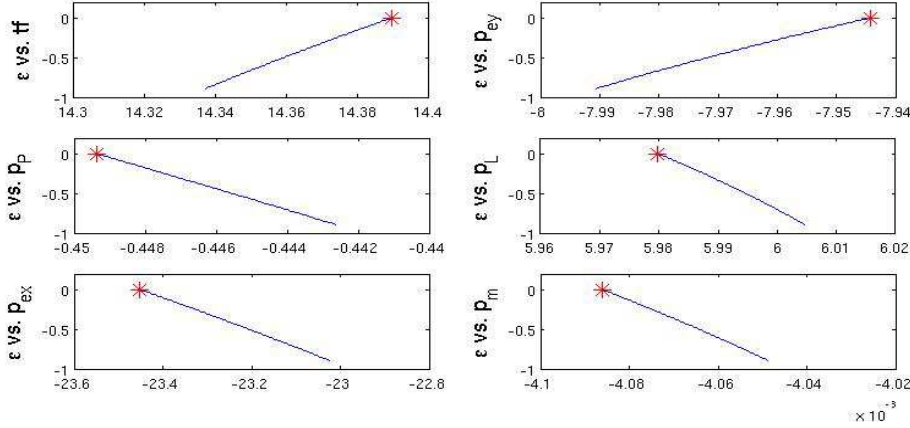 ε vs. tf
0
-0.5
-1
14.3 14.32 14.34 14.36 14.38 14.4
ε vs. p_ey
0
-0.5
-1
-8 -7.99 -7.98 -7.97 -7.96 -7.95 -7.94
ε vs. p_P
0
-0.5
-1
-0.45 -0.448 -0.446 -0.444 -0.442 -0.44
ε vs. p_L
0
-0.5
-1
5.96 5.97 5.98 5.99 6 6.01 6.02
ε vs. p_ex
0
-0.5
-1
-23.6 -23.4 -23.2 -23 -22.8
ε vs. p_m
0
-0.5
-1
-4.1 -4.08 -4.06 -4.04 -4.02
× 10⁻³